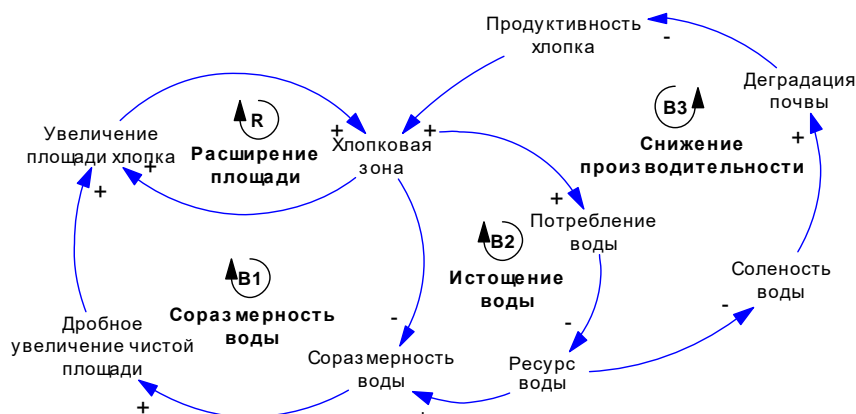 Продуктивность
хлопка
-
Деградация
почвы
+
B3
Снижение
производительности
Увеличение
площади хлопка
+
+
R
Расширение
площади
+
Хлопковая
зона
+
+
Потребление
воды
B2
Истощение
воды
-
Соленость
воды
-
B1
Соразмерность
воды
-
Дробное
увеличение чистой
площади
+
Соразмерность
воды
Ресурс
воды